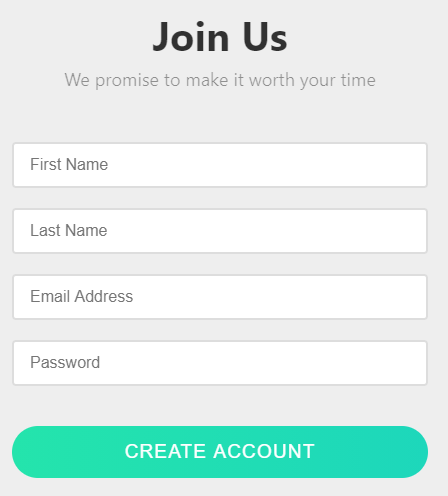 Join Us
We promise to make it worth your time
First Name
Last Name
Email Address
Password
CREATE ACCOUNT